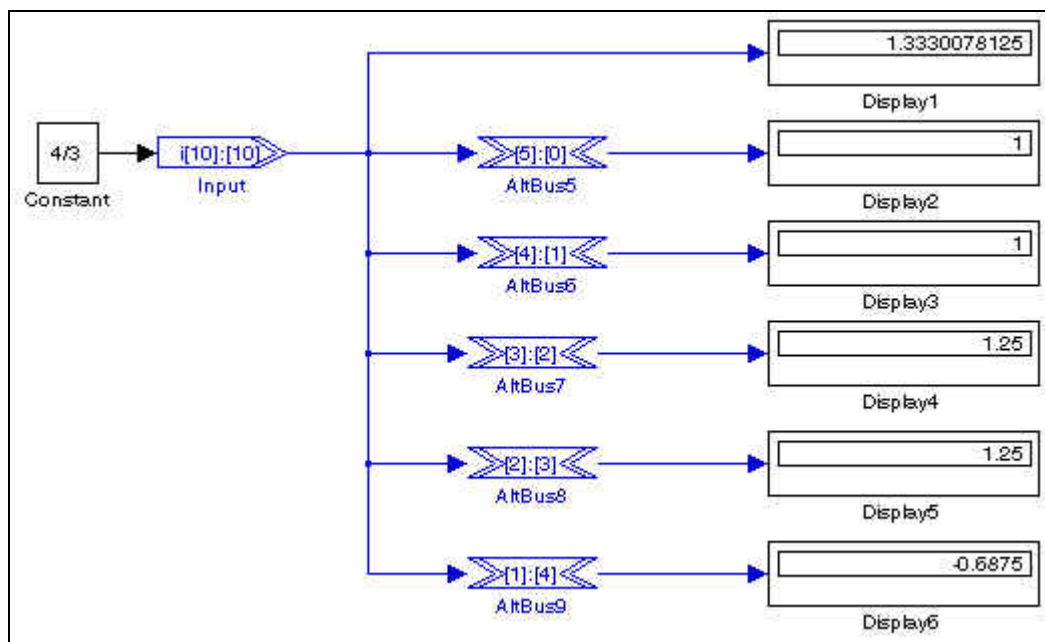 1.3330078125
Display1
4/3
Constant
i[10]:[10]
Input
[5]:[0]
AltBus5
1
Display2
[4]:[1]
AltBus6
1
Display3
[3]:[2]
AltBus7
1.25
Display4
[2]:[3]
AltBus8
1.25
Display5
[1]:[4]
AltBus9
-0.6875
Display6